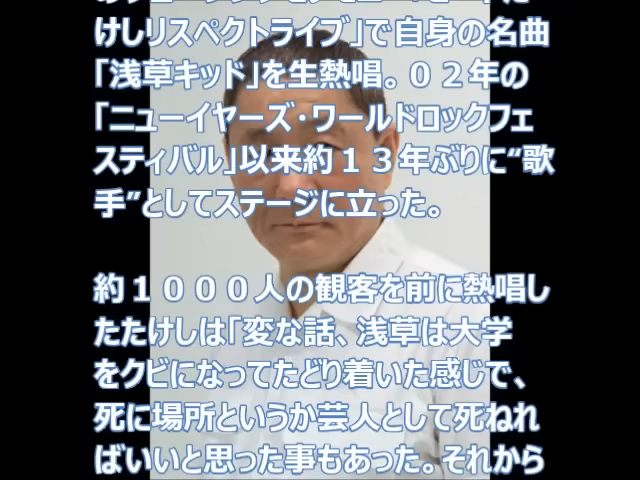 けしリスペクトライブ」で自身の名曲
「浅草キッド」を生熱唱。０２年の
「ニューイヤーズ・ワールドロックフェ
スティバル」以来約１３年ぶりに“歌
手”としてステージに立った。
約１０００人の観客を前に熱唱し
たたけしは「変な話、浅草は大学
をクビになってたどり着いた感じで、
死に場所というか芸人として死ねれ
ばいいと思った事もあった。それから